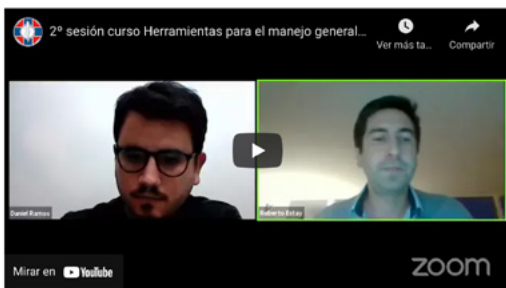 2º sesión curso Herramientas para el manejo general...
Ver más ta...
Compartir
Daniel Ramos
Roberto Estay
Mirar en YouTube
zoom